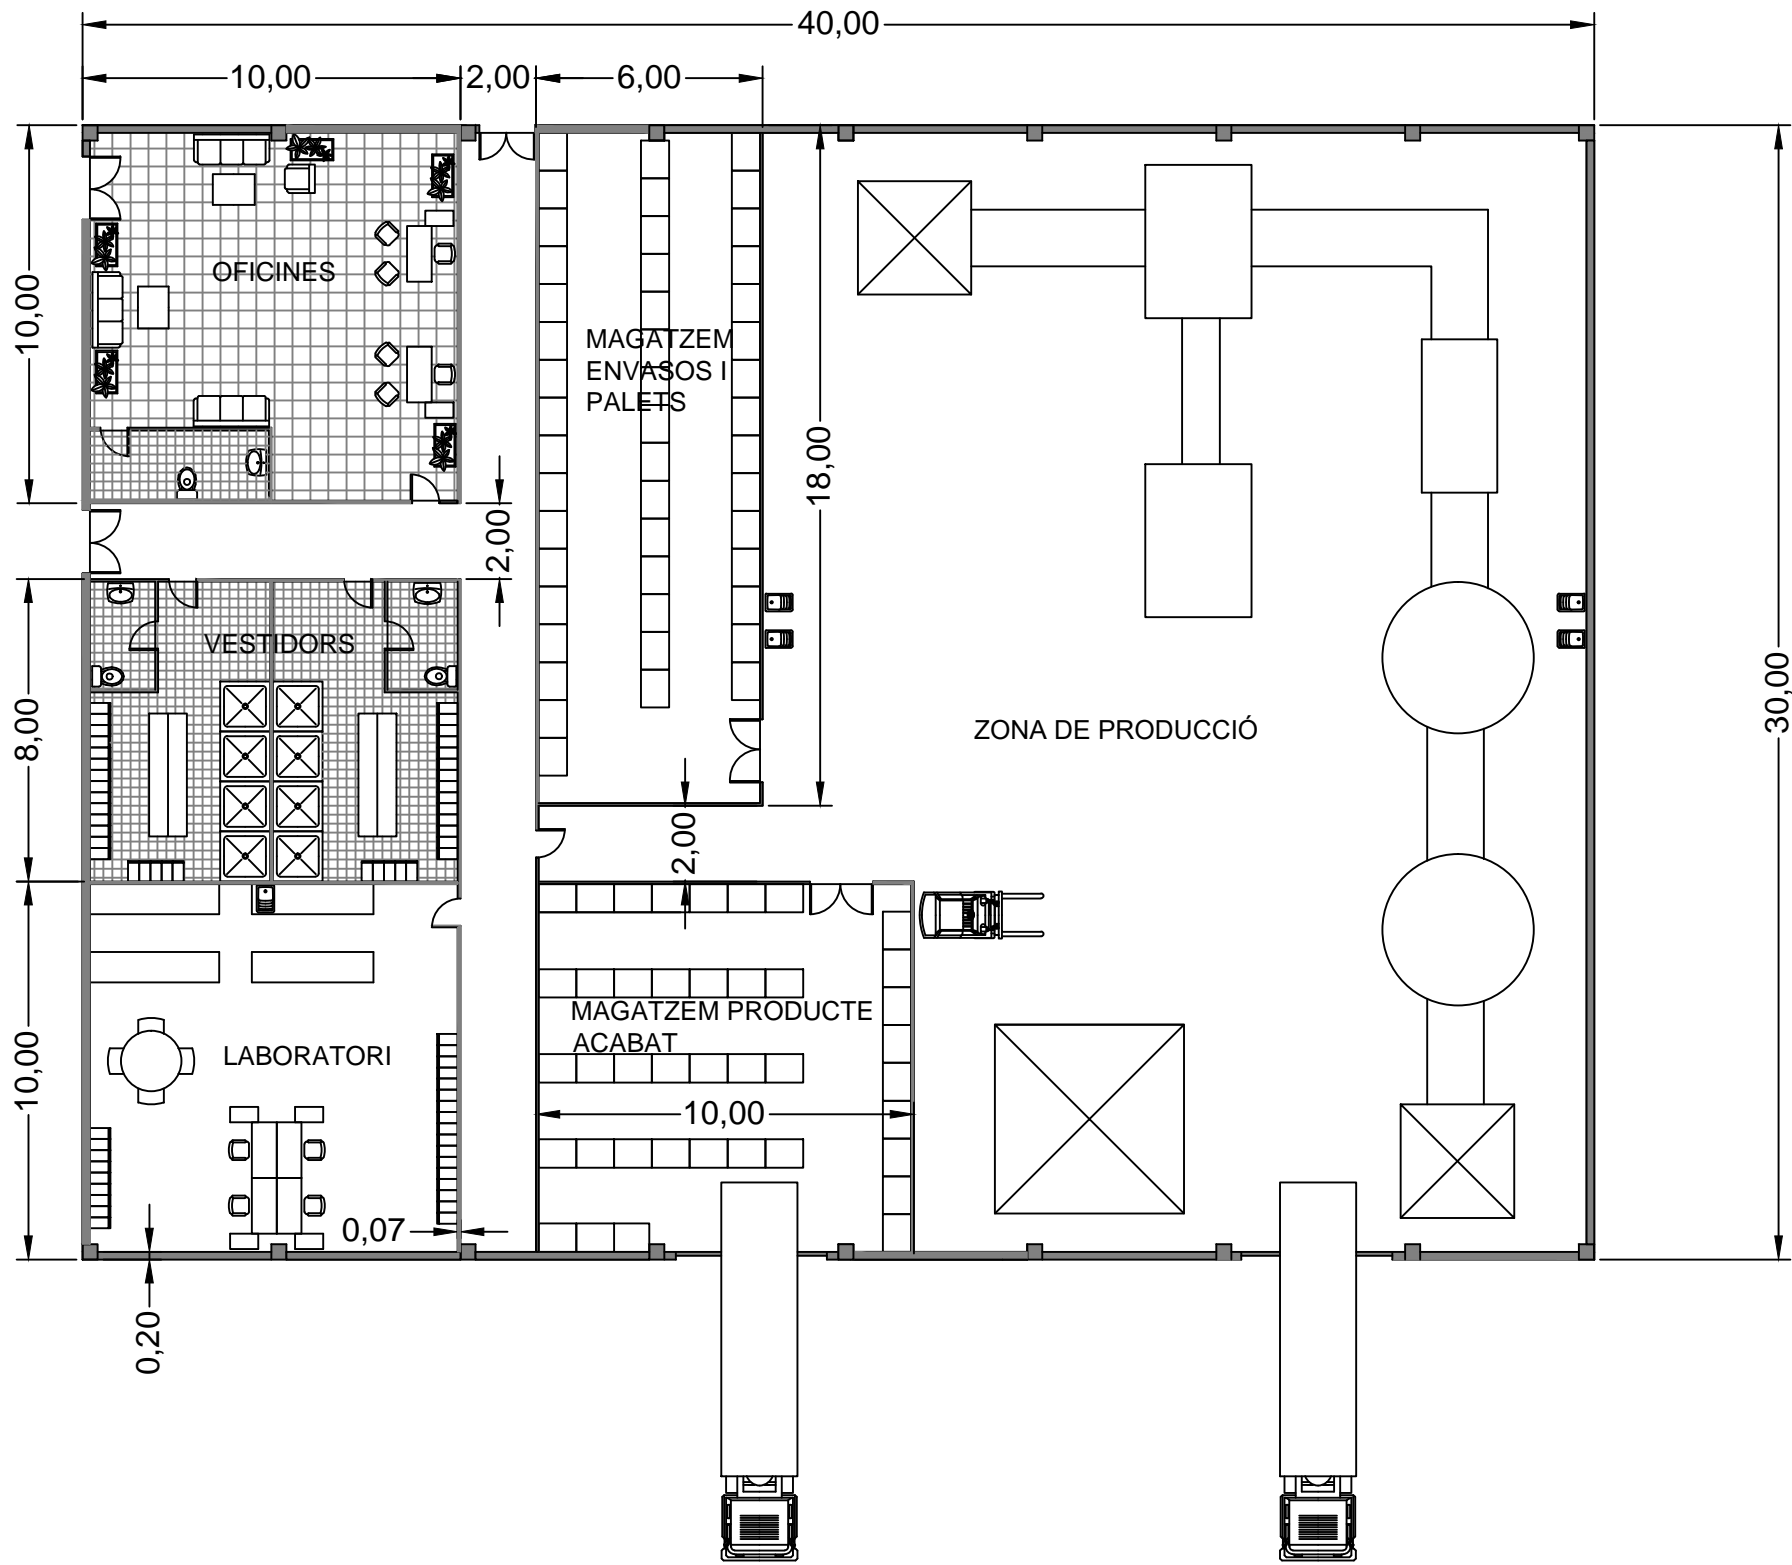 40,00
10,00
2,00
6,00
10,00
OFICINES
MAGATZEM
ENVASOS I
PALETS
18,00
2,00
8,00
VESTIDORS
30,00
ZONA DE PRODUCCIÓ
2,00
10,00
LABORATORI
MAGATZEM PRODUCTE
ACABAT
10,00
0,07
0,20